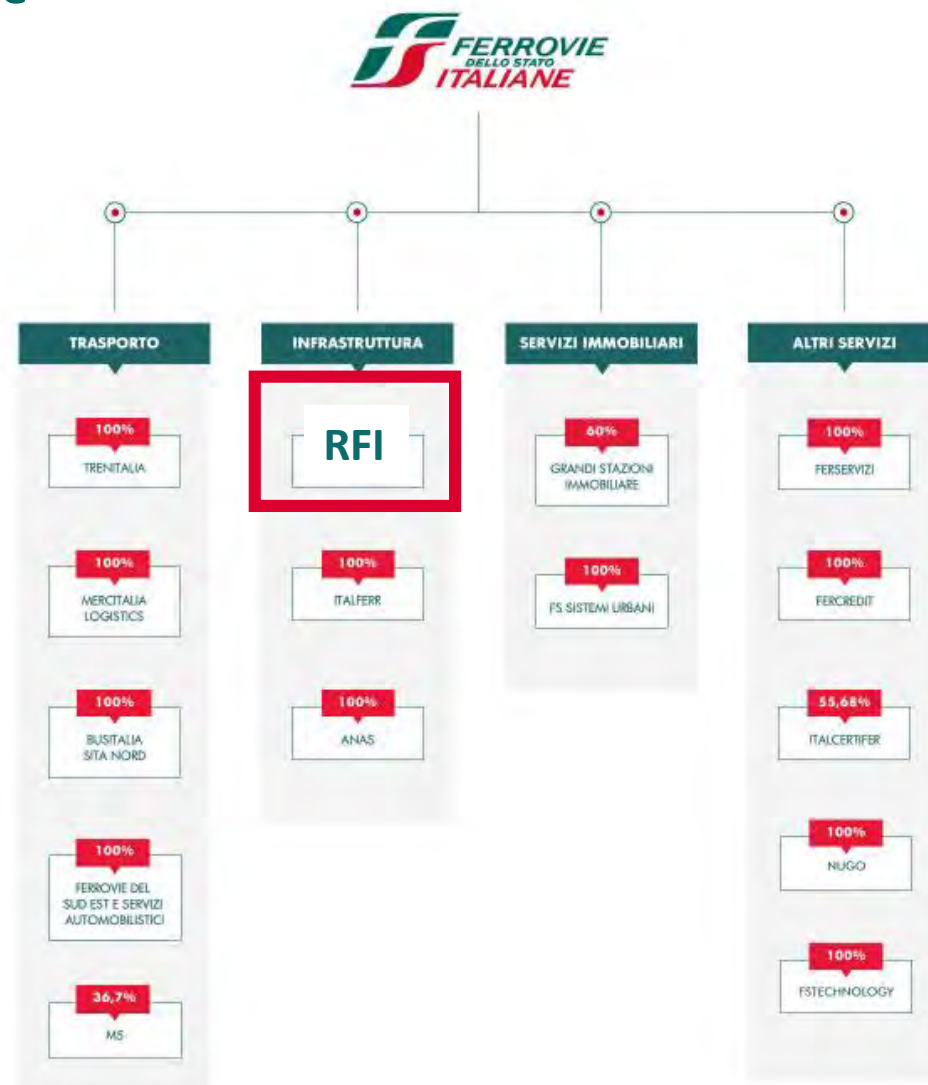 FERROVIE
DELLO STATO
ITALIANE
TRASPORTO
100%
TRENITALIA
100%
MERCITALIA
LOGISTICS
100%
BUSITALIA
SITA NORD
100%
FERROVIE DEL
SUD EST E SERVIZI
AUTOMOBILISTICI
36,7%
M5
INFRASTRUTTURA
RFI
100%
ITALFERR
100%
ANAS
SERVIZI IMMOBILIARI
60%
GRANDI STAZIONI
IMMOBILIARE
100%
FS SISTEMI URBANI
ALTRI SERVIZI
100%
FERSERVIZI
100%
FERCREDIT
55,68%
ITALCERTIFER
100%
NUGO
100%
FSTECHNOLOGY